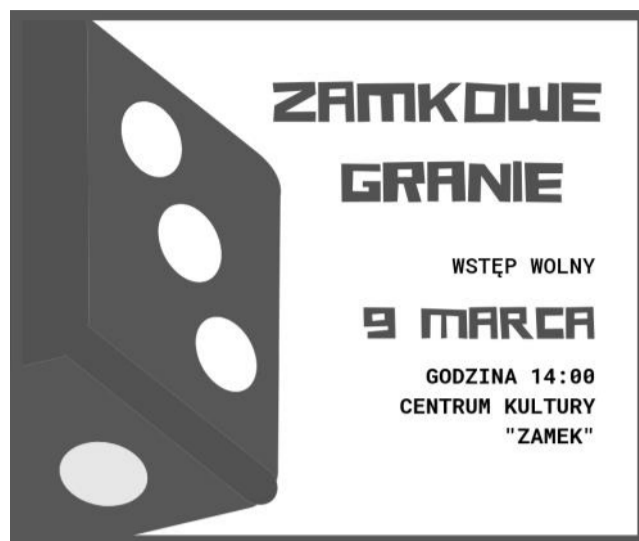 ZAMKOWE
GRANIE
WSTĘP WOLNY
9 MARCA
GODZINA 14:00
CENTRUM KULTURY
"ZAMEK"